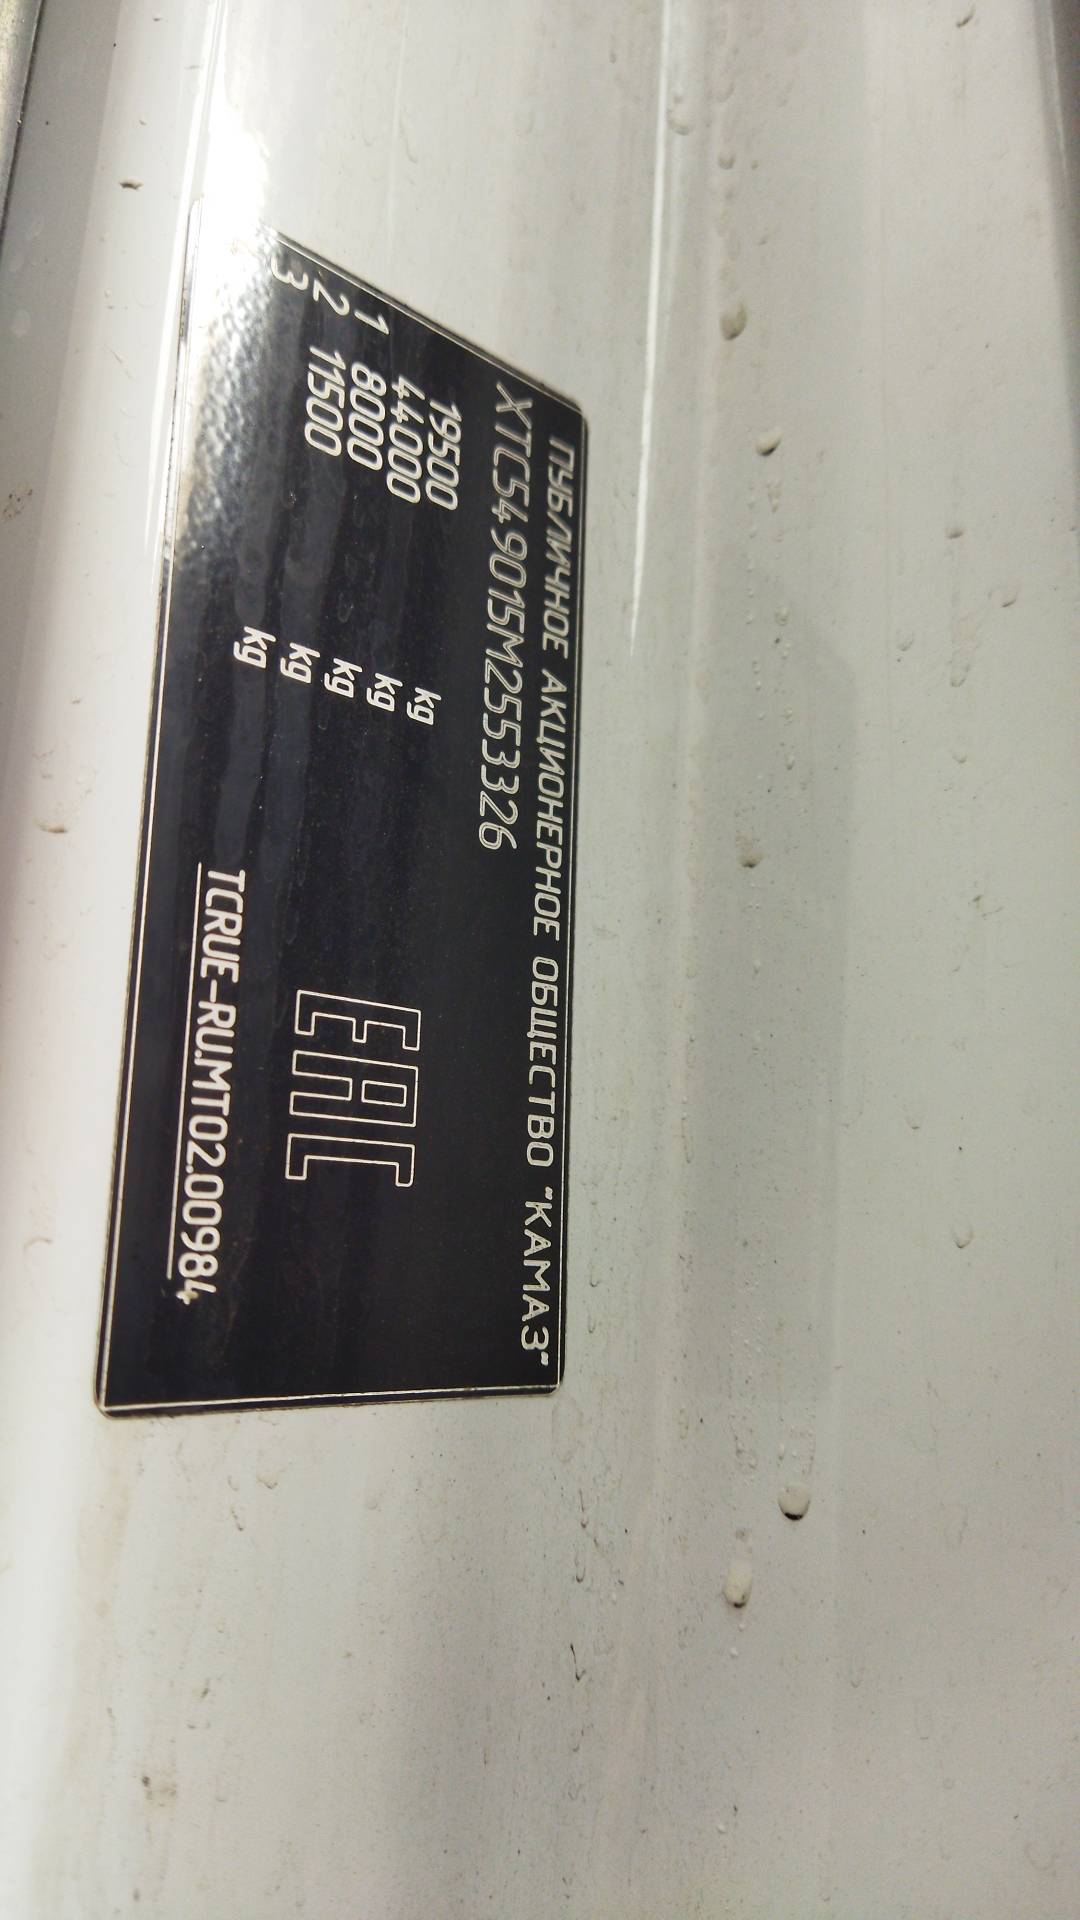 ПУБЛИЧНОЕ АКЦИОНЕРНОЕ ОБЩЕСТВО "КАМАЗ"
XTC549015M2553326
19500 kg
44000 kg
1 8000 kg
2 11500 kg
3 kg
EAC
TCRUE-RU.MT02.00984